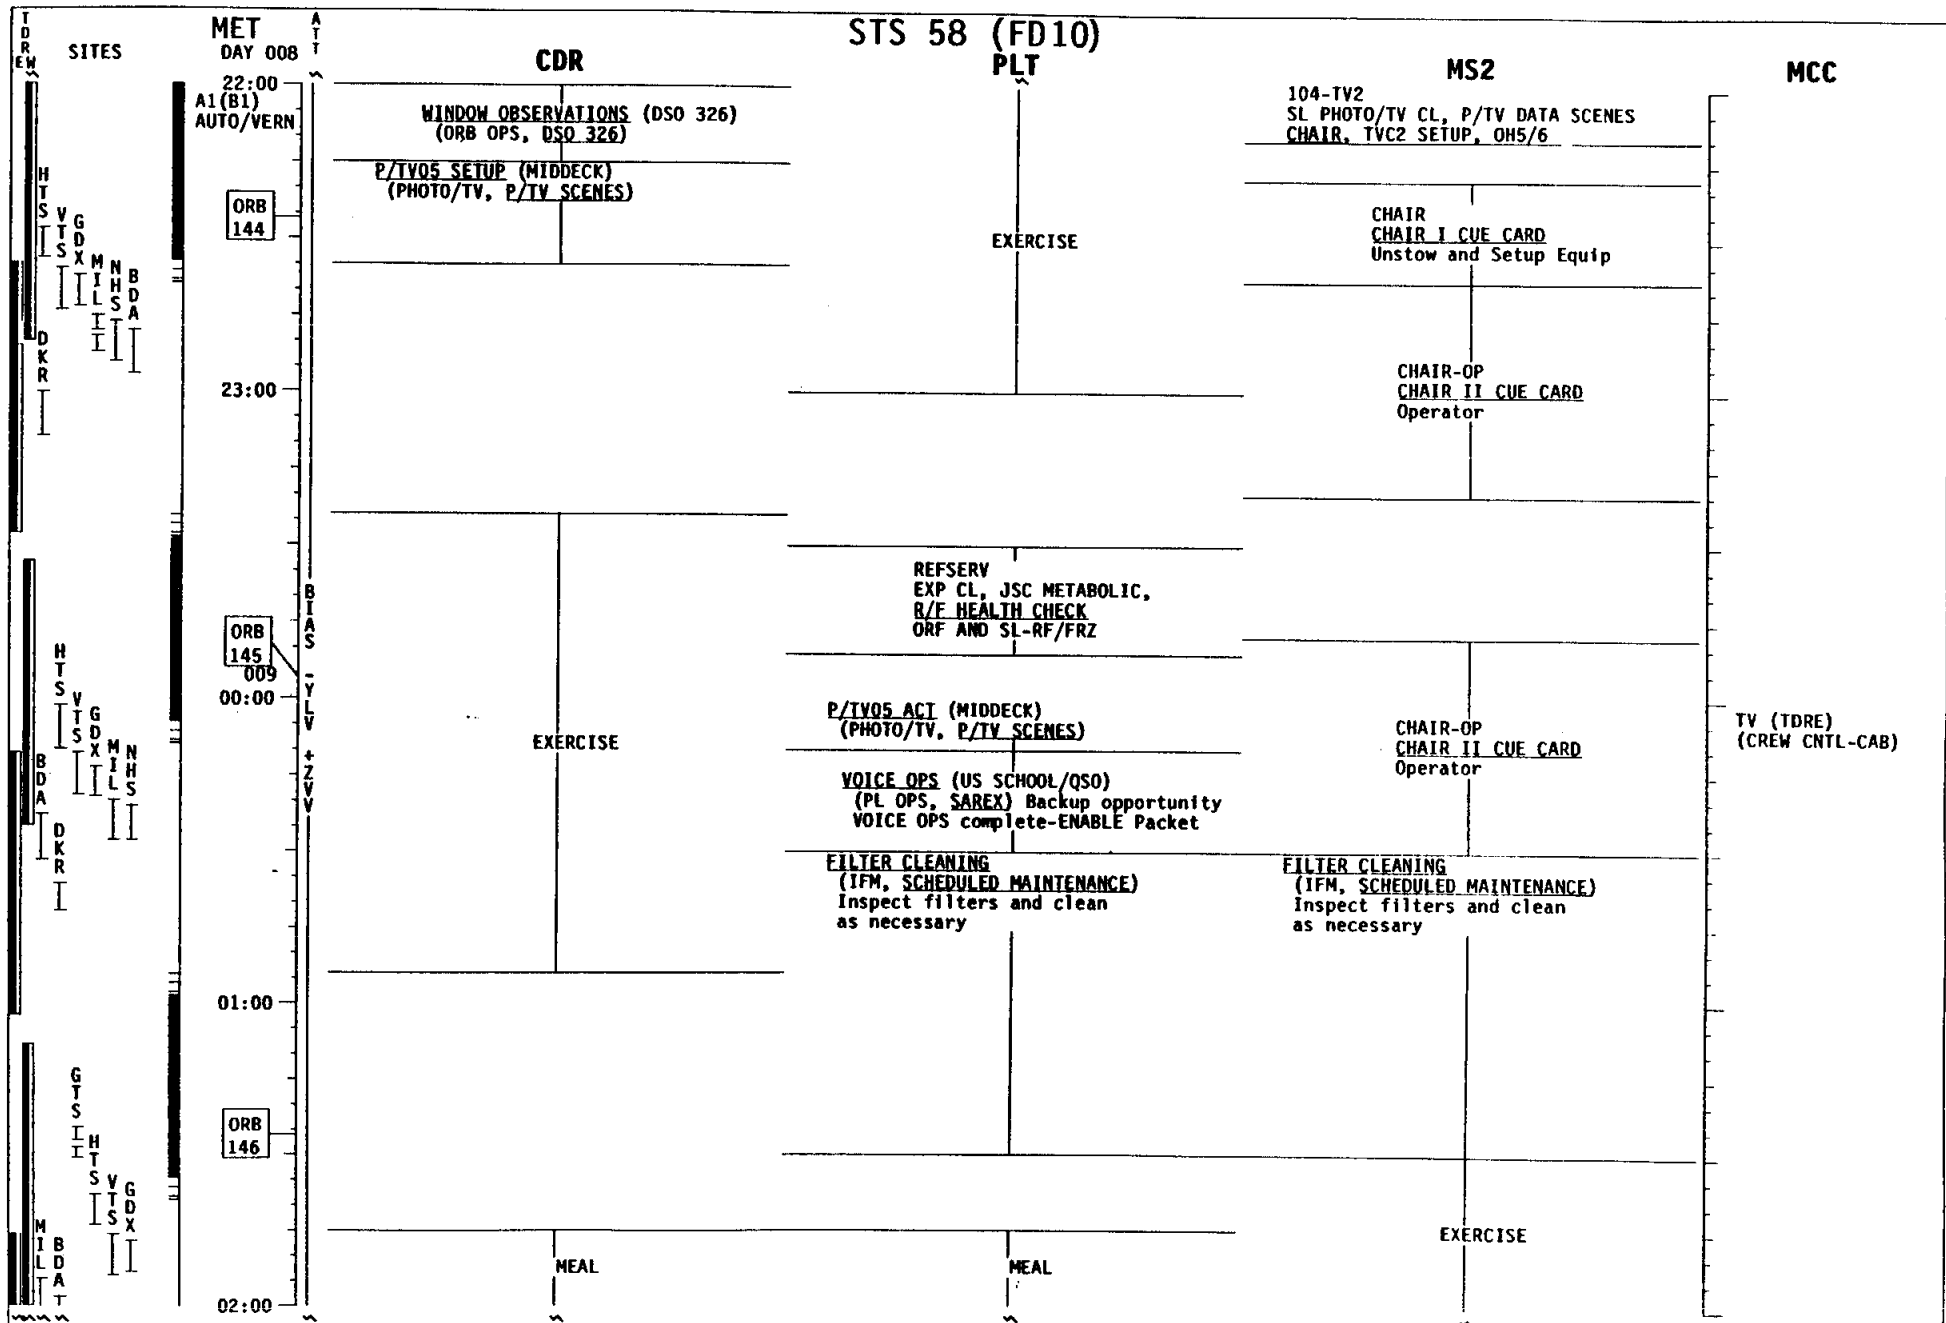 STS 58 (FD10)
TDRE W
SITES
MET
DAY 008
ATT
CDR
PLT
MS2
MCC
22:00
A1(B1)
AUTO/VERN
WINDOW OBSERVATIONS (DSO 326)
(ORB OPS, DSO 326)
P/TV05 SETUP (MIDDECK)
(PHOTO/TV, P/TV SCENES)
EXERCISE
104-TV2
SL PHOTO/TV CL, P/TV DATA SCENES
CHAIR, TVC2 SETUP, OH5/6
CHAIR
CHAIR I CUE CARD
Unstow and Setup Equip
HTS
VTS
GDX
MIL
NHS
BDA
DKR
ORB
144
23:00
CHAIR-OP
CHAIR II CUE CARD
Operator
REFSERV
EXP CL, JSC METABOLIC,
R/F HEALTH CHECK
ORF AND SL-RF/FRZ
BIAS -YLV +ZVV
ORB
145
009
00:00
HTS
VTS
GDX
MIL
NHS
BDA
DKR
EXERCISE
P/TV05 ACT (MIDDECK)
(PHOTO/TV, P/TV SCENES)
VOICE OPS (US SCHOOL/QSO)
(PL OPS, SAREX) Backup opportunity
VOICE OPS complete-ENABLE Packet
CHAIR-OP
CHAIR II CUE CARD
Operator
TV (TDRE)
(CREW CNTL-CAB)
FILTER CLEANING
(IFM, SCHEDULED MAINTENANCE)
Inspect filters and clean
as necessary
FILTER CLEANING
(IFM, SCHEDULED MAINTENANCE)
Inspect filters and clean
as necessary
01:00
GTS
HTS
VTS
GDX
MIL
BDA
ORB
146
EXERCISE
MEAL
MEAL
02:00